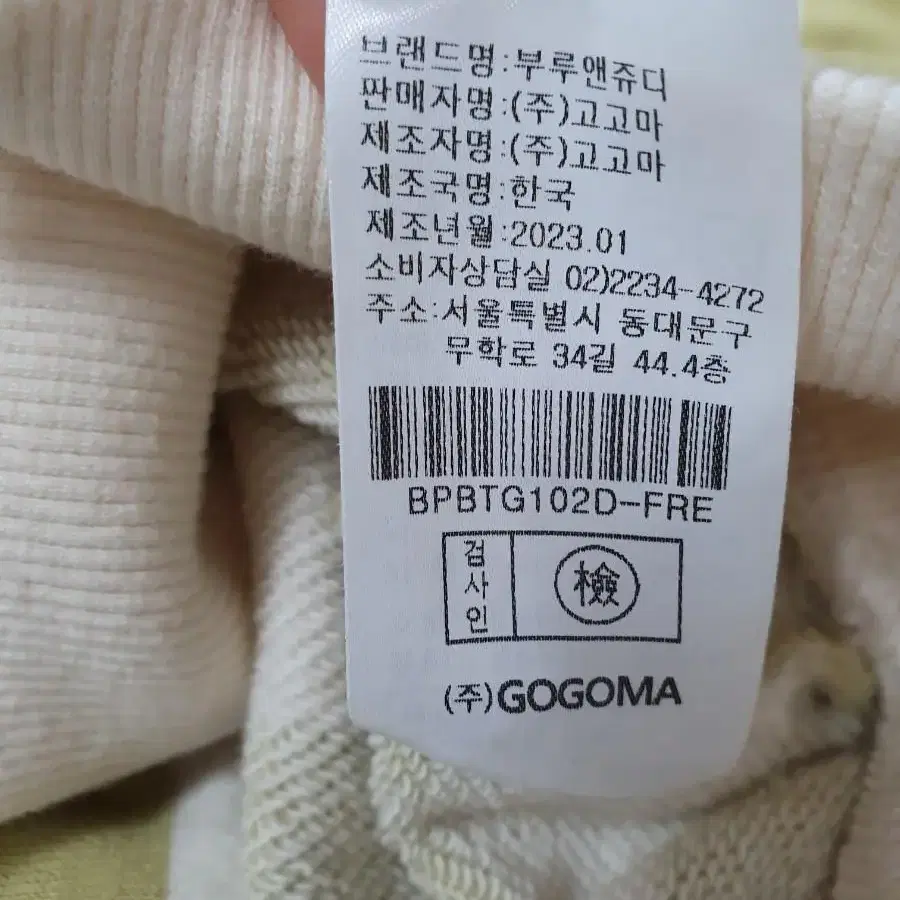 브랜드명:부루앤쥬디
판매자명:(주)고고마
제조자명:(주)고고마
제조국명:한국
제조년월:2023.01
소비자상담실 02)2234-4272
주소:서울특별시 동대문구
무학로 34길 44.4층
BPBTG102D-FRE
검사인
檢
(주)GOGOMA